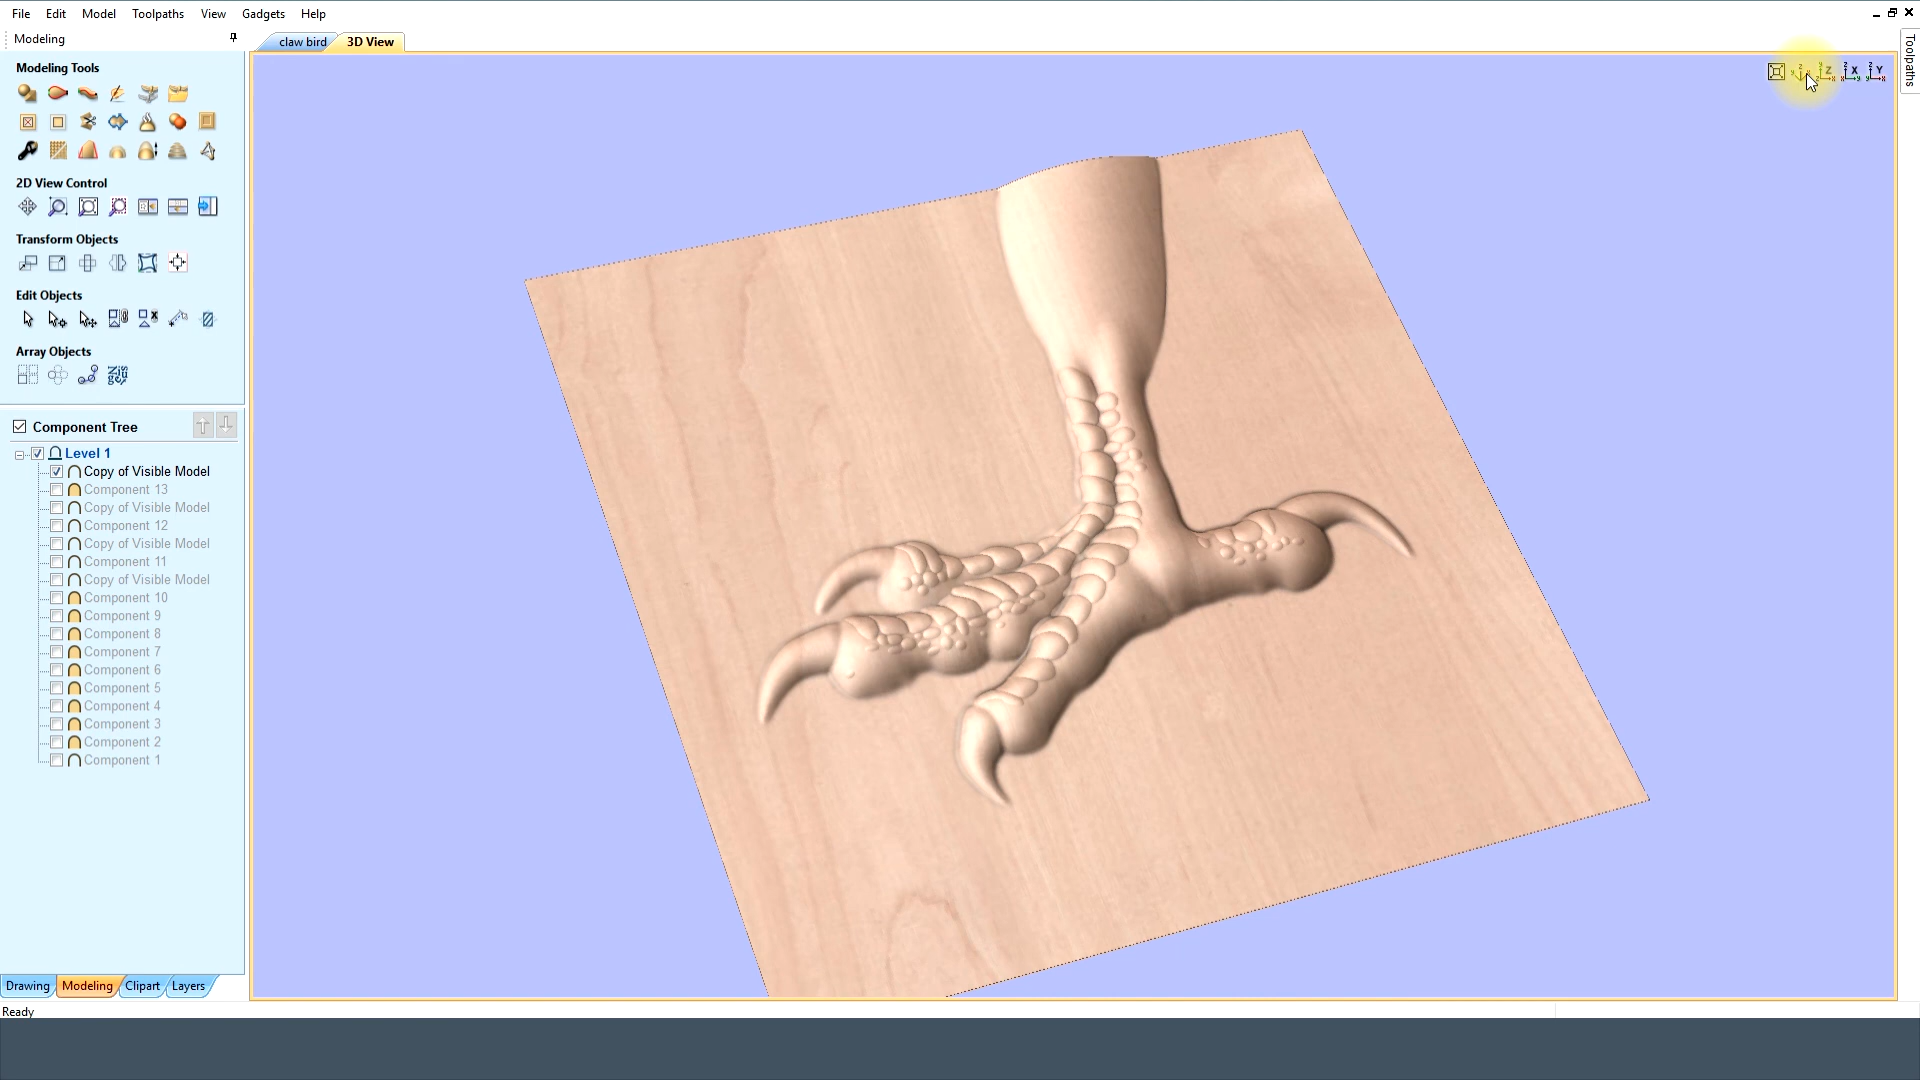 File Edit Model Toolpaths View Gadgets Help
Modeling
claw bird 3D View
Toolpaths
Modeling Tools
2D View Control
Transform Objects
Edit Objects
Array Objects
Component Tree
Level 1
Copy of Visible Model
Component 13
Copy of Visible Model
Component 12
Copy of Visible Model
Component 11
Copy of Visible Model
Component 10
Component 9
Component 8
Component 7
Component 6
Component 5
Component 4
Component 3
Component 2
Component 1
Drawing Modeling Clipart Layers
Ready